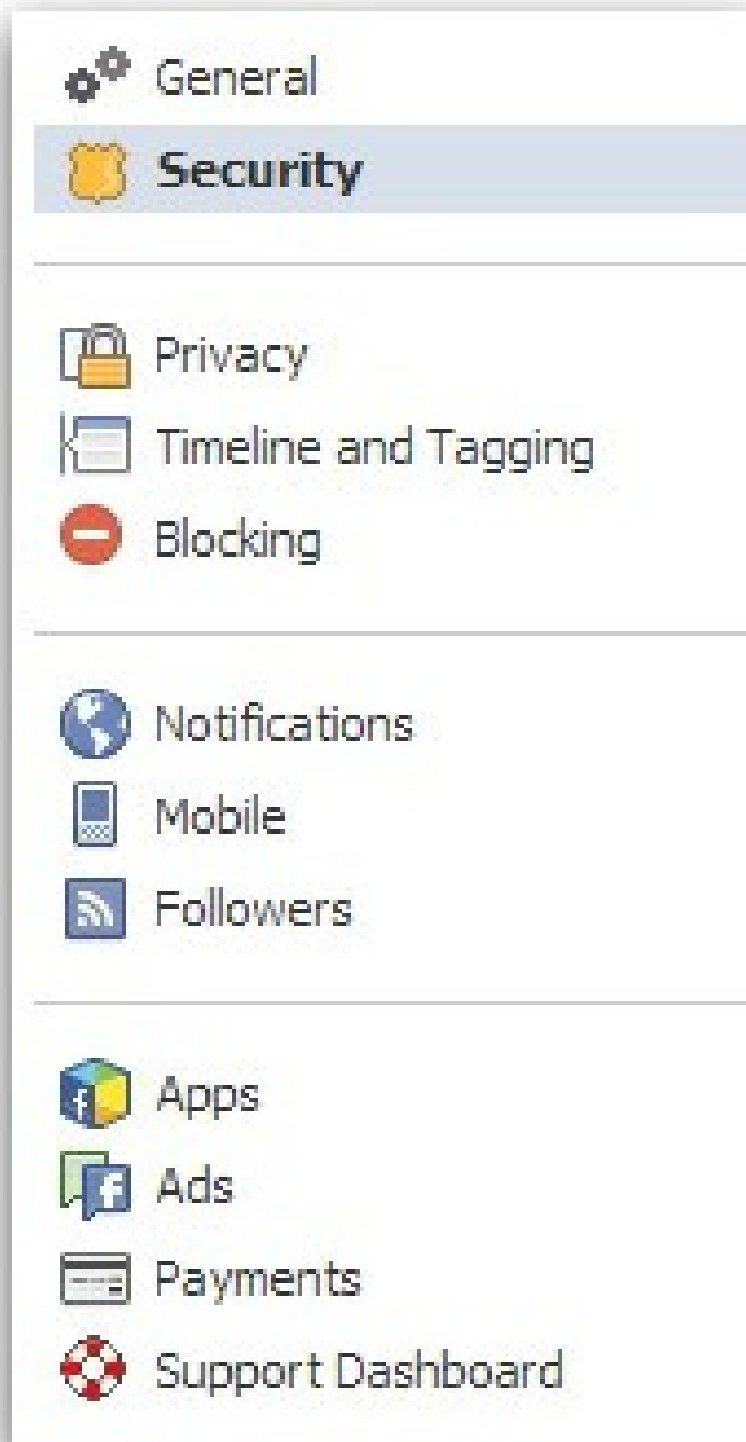 General
Security
Privacy
Timeline and Tagging
Blocking
Notifications
Mobile
Followers
Apps
Ads
Payments
Support Dashboard